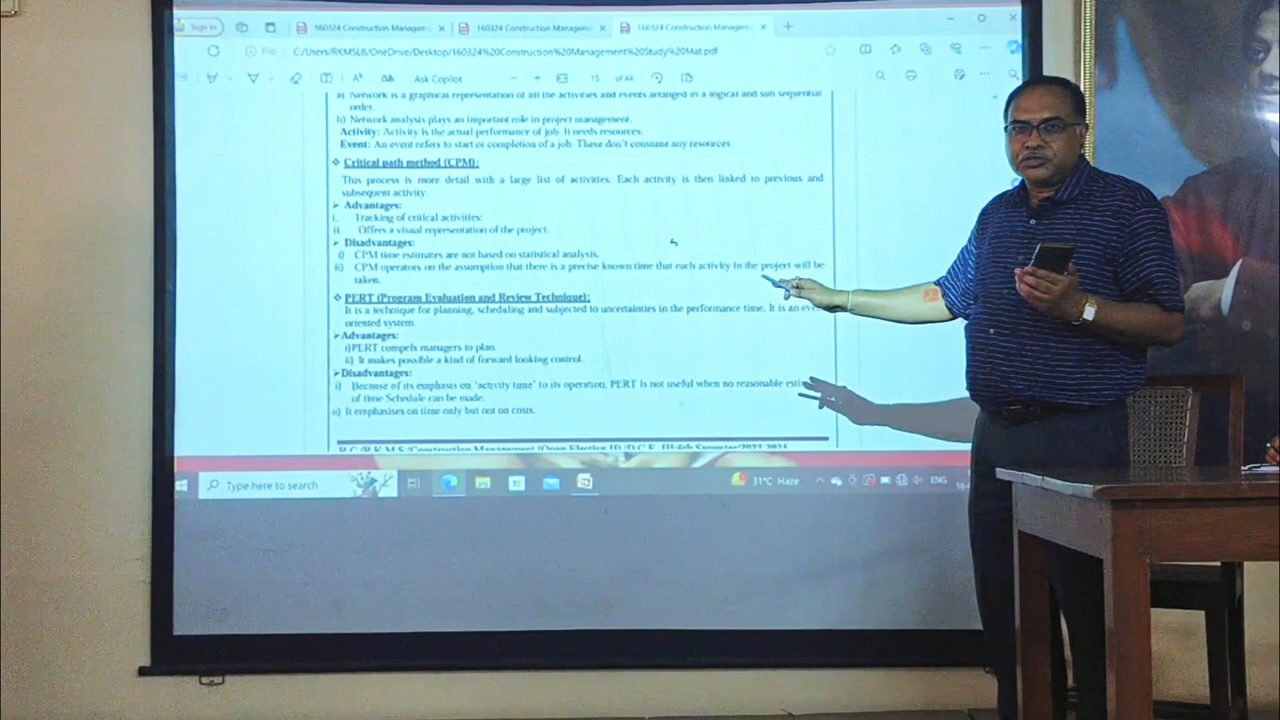 Sign in
160324 Construction Managemen
160324 Construction Managem
160324 Construction Managem
File
C:/Users/RKMSLB/OneDrive/Desktop/160324%20Construction%20Management%20Study%20Mat.pdf
Ask Copilot
15 of 44
a) Network is a graphical representation of all the activities and events arranged in a logical and sub sequential
order.
b) Network analysis plays an important role in project management.
Activity: Activity is the actual performance of job. It needs resources.
Event: An event refers to start or completion of a job. These don't consume any resources.
❖ Critical path method (CPM):
This process is more detail with a large list of activities. Each activity is then linked to previous and
subsequent activity.
➢ Advantages:
i. Tracking of critical activities:
ii. Offers a visual representation of the project.
➢ Disadvantages:
i) CPM time estimates are not based on statistical analysis.
ii) CPM operators on the assumption that there is a precise known time that each activity in the project will be
taken.
❖ PERT (Program Evaluation and Review Technique):
It is a technique for planning, scheduling and subjected to uncertainties in the performance time. It is an eve
oriented system.
➢ Advantages:
i)PERT compels managers to plan.
ii) It makes possible a kind of forward looking control.
➢ Disadvantages:
i) Because of its emphasis on "activity time" to its operation, PERT is not useful when no reasonable esti
of time Schedule can be made.
ii) It emphasises on time only but not on costs.
Construction Management (Open Elective
Type here to search
31°C Haze
ENG